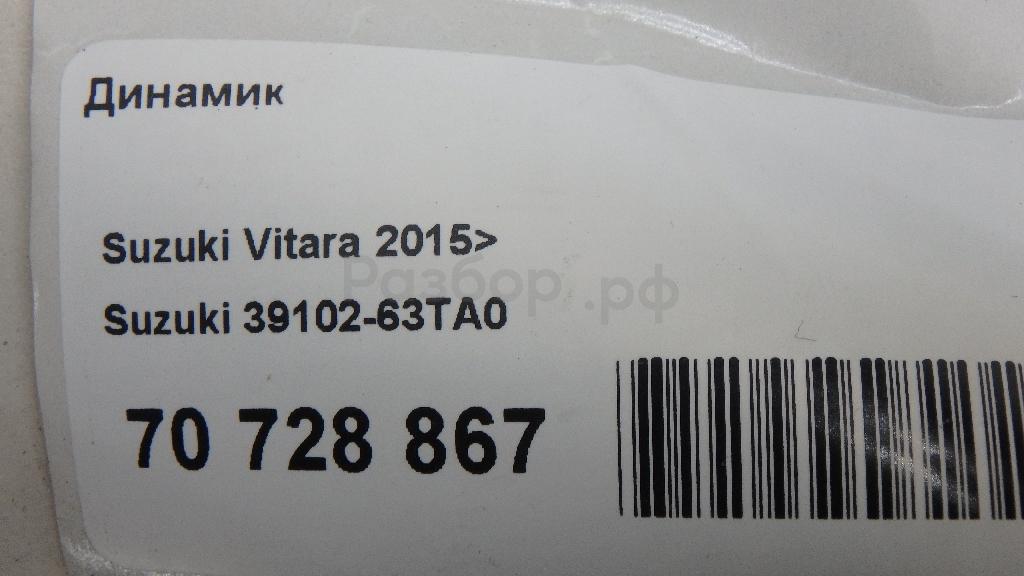 Динамик
Suzuki Vitara 2015>
Разбор.рф
Suzuki 39102-63TA0
70 728 867